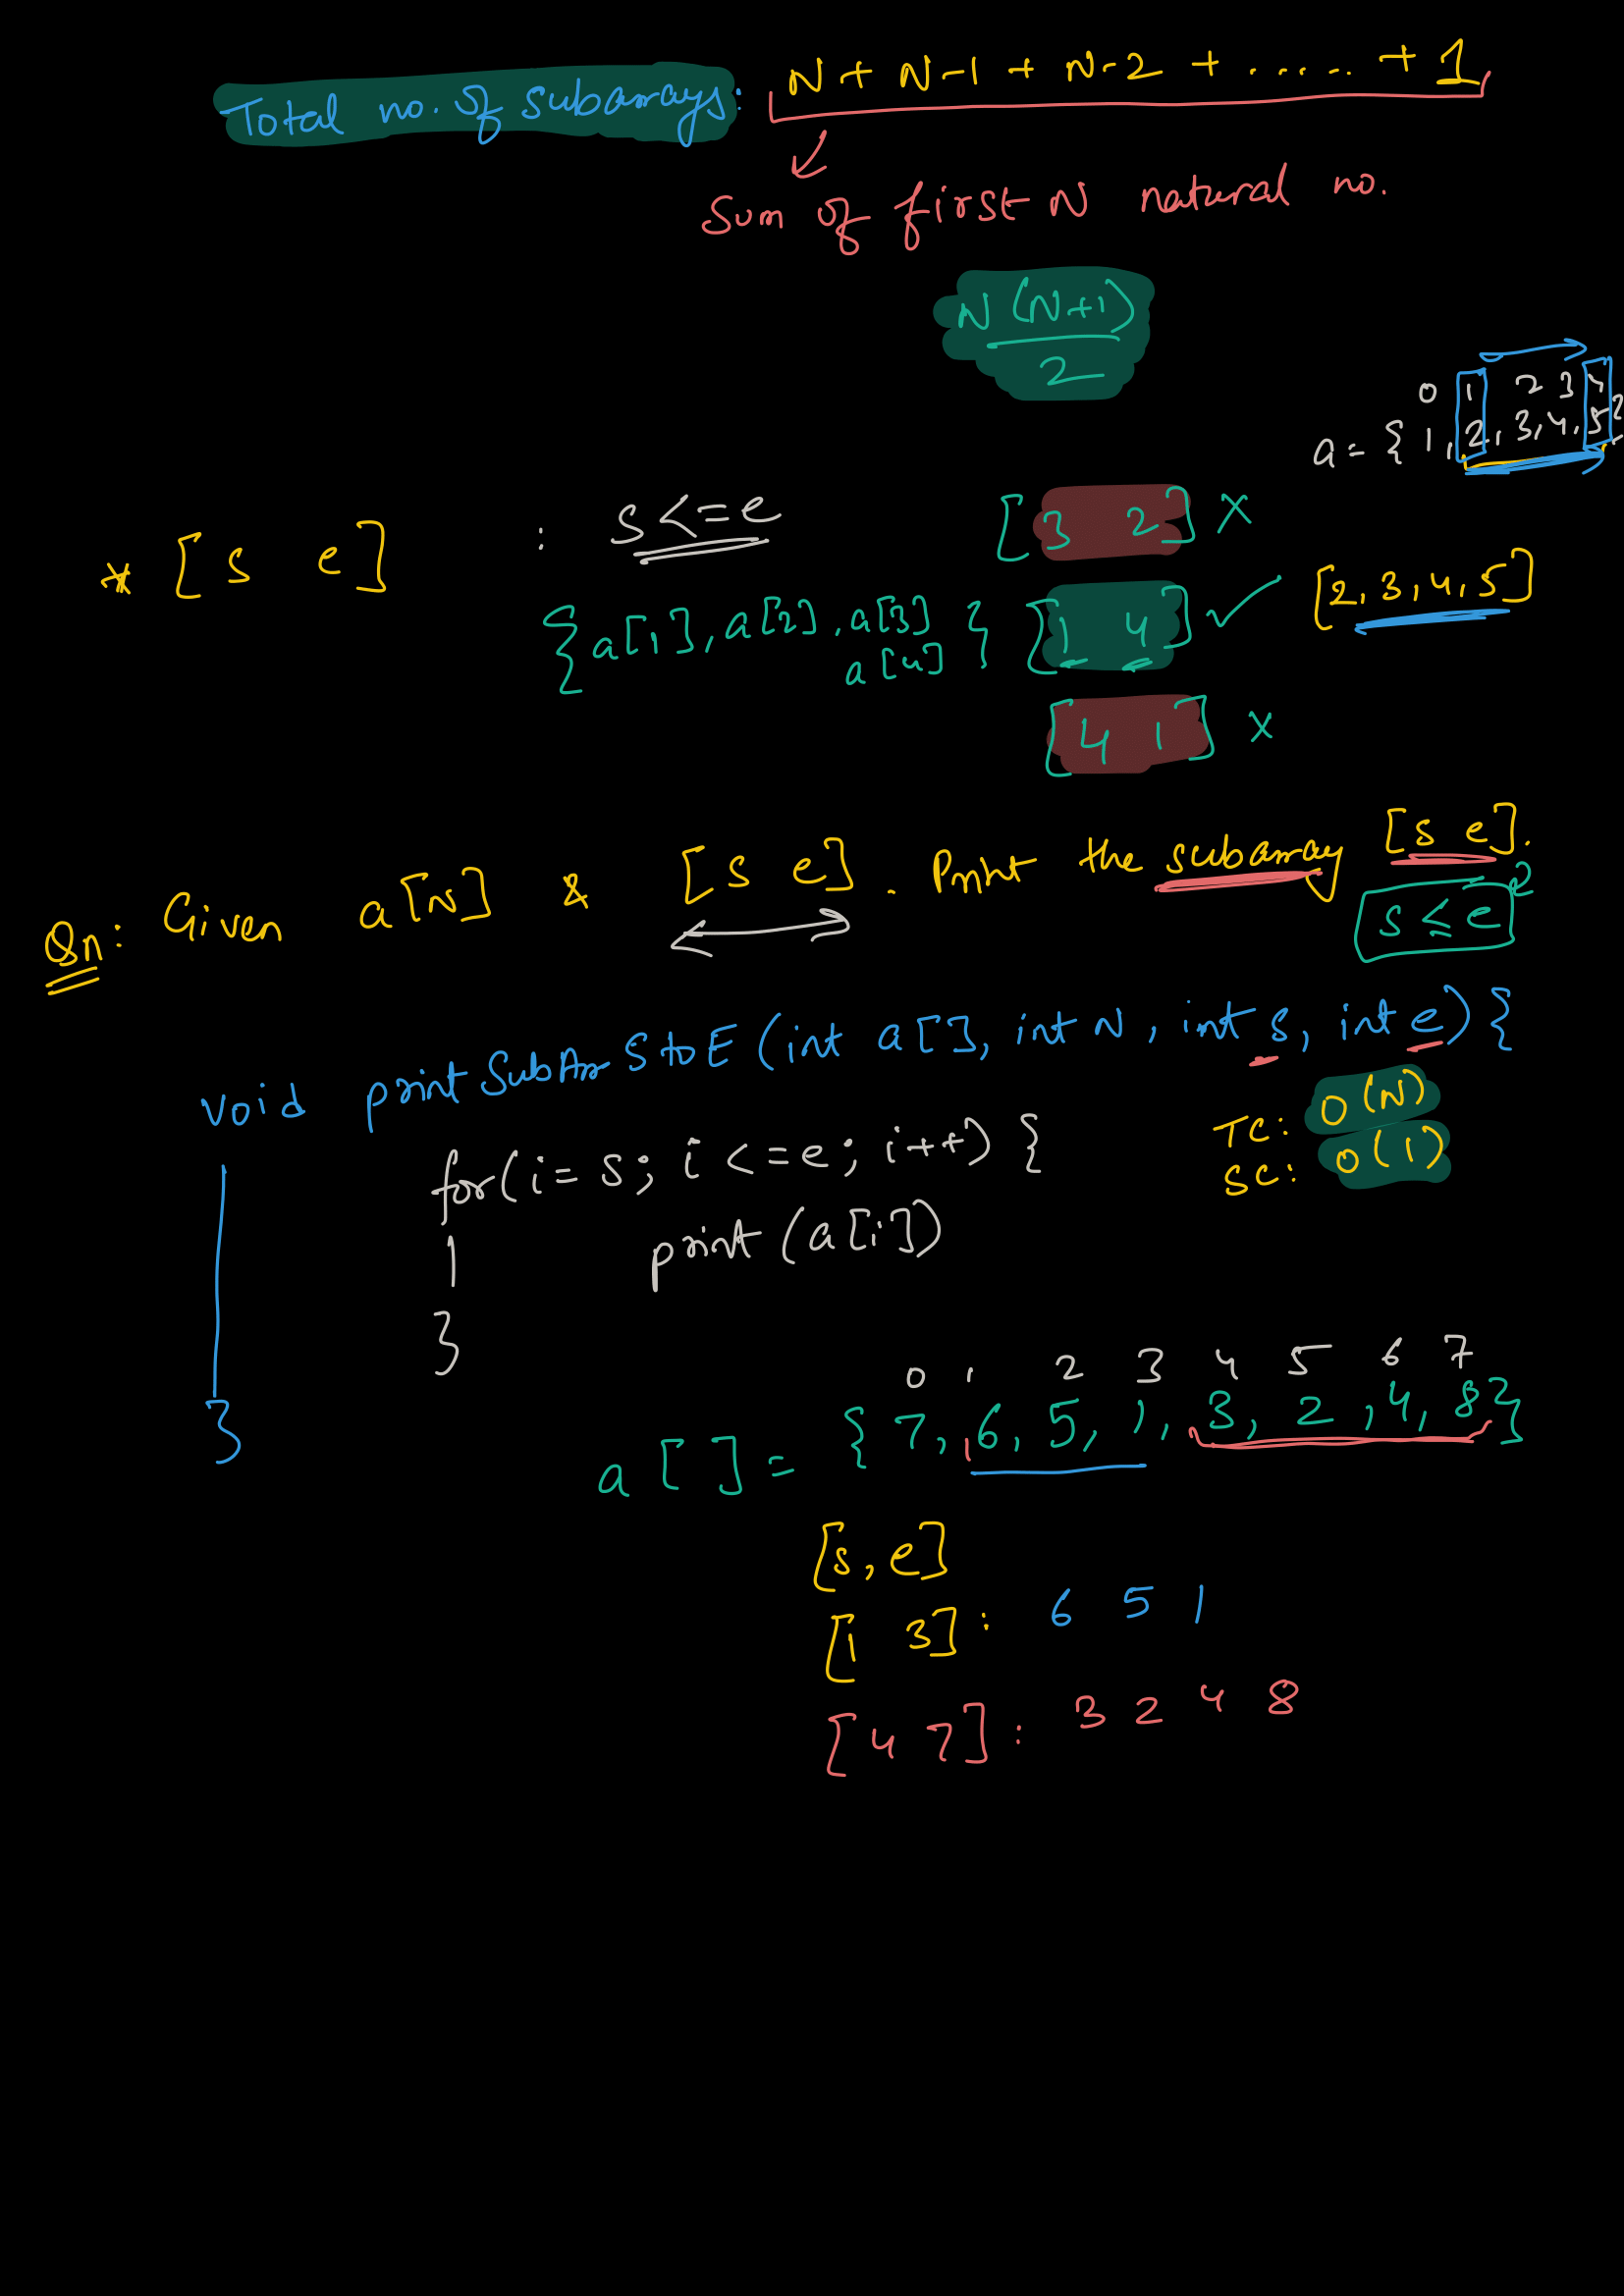 Total no. of subarrays: N + N-1 + N-2 + ..... + 1
Sum of first N natural no.
N (N+1)
2
0 1 2 3 4
a = { 1, 2, 3, 4, 5 }
* [ s e ] : s <= e [ 3 2 ] x
{ a[1], a[2], a[3] } [ 1 4 ] ✓ [ 2, 3, 4, 5 ]
a[4]
[ 4 1 ] x
Qn: Given a[N] & [ s e ]. Print the subarray [ s e ].
s ≤ e
void printSubArr S to E (int a[], int N, int s, int e) {
TC: O(N)
for(i = s; i <= e; i++) {
SC: O(1)
print (a[i])
}
0 1 2 3 4 5 6 7
}
a [ ] = { 7, 6, 5, 1, 3, 2, 4, 8 }
[s, e]
[1 3] : 6 5 1
[4 7] : 3 2 4 8